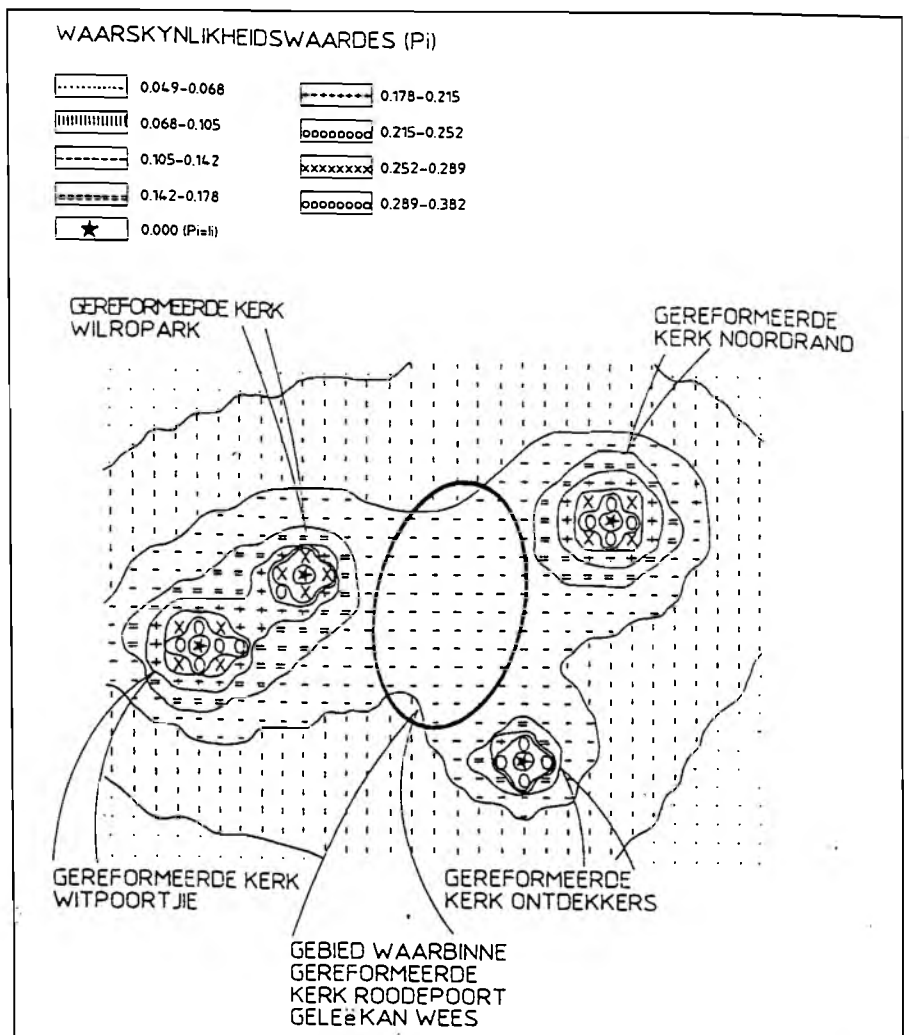 WAARSKYNLIKHEIDSWAARDES (Pi)
0.049-0.068
0.068-0.105
0.105-0.142
0.142-0.178
0.000 (Pi=li)
0.178-0.215
0.215-0.252
0.252-0.289
0.289-0.382
GEREFORMEERDE KERK
WILROPARK
GEREFORMEERDE
KERK NOORDRAND
GEREFORMEERDE KERK
WITPOORTJIE
GEREFORMEERDE
KERK ONTDEKKERS
GEBIED WAARBINNE
GEREFORMEERDE
KERK ROODEPOORT
GELEë KAN WEES